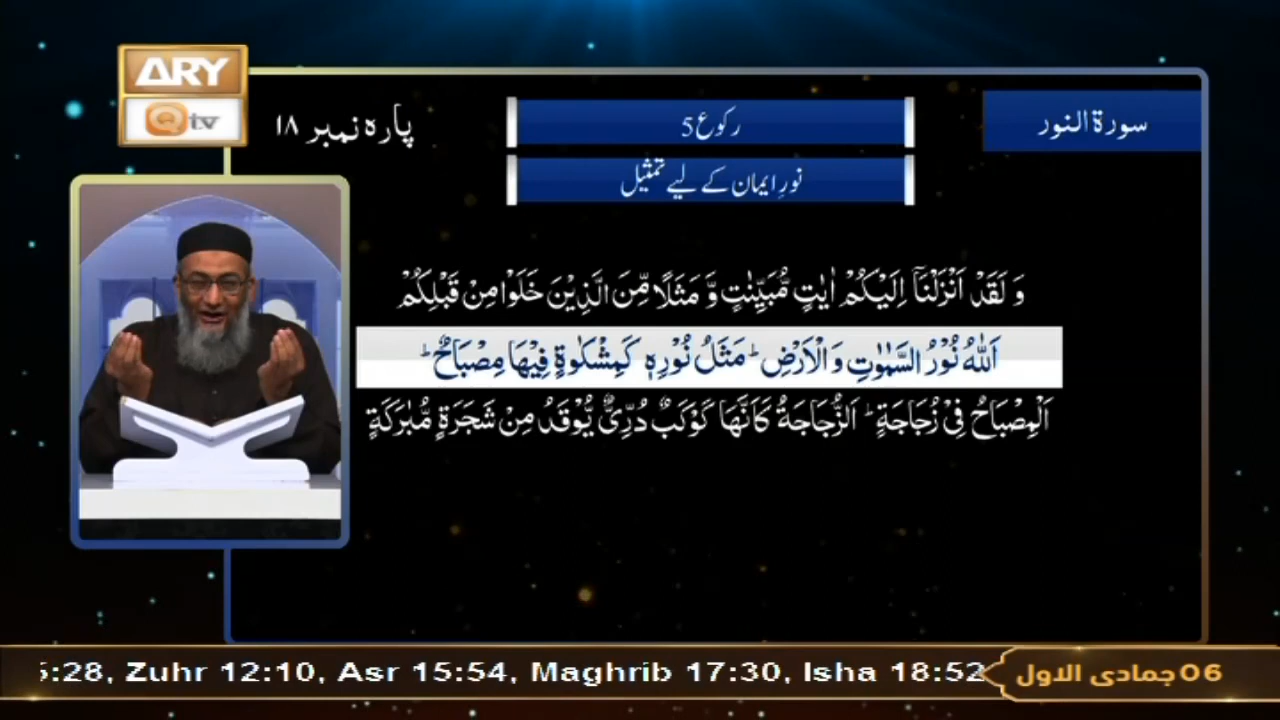 ARY
Qtv
پارہ نمبر ۱۸
رکوع 5
سورۃ النور
نورِ ایمان کے لیے تمثیل
وَ لَقَدْ اَنْزَلْنَاۤ اِلَیْكُمْ اٰیٰتٍ مُّبَیِّنٰتٍ وَّ مَثَلًا مِّنَ الَّذِیْنَ خَلَوْا مِنْ قَبْلِكُمْ
اَللّٰهُ نُوْرُ السَّمٰوٰتِ وَ الْاَرْضِؕ مَثَلُ نُوْرِهٖ كَمِشْكٰوةٍ فِیْهَا مِصْبَاحٌؕ
اَلْمِصْبَاحُ فِیْ زُجَاجَةٍؕ اَلزُّجَاجَةُ كَاَنَّهَا كَوْكَبٌ دُرِّیٌّ یُّوْقَدُ مِنْ شَجَرَةٍ مُّبٰرَكَةٍ
:28, Zuhr 12:10, Asr 15:54, Maghrib 17:30, Isha 18:52
06 جمادی الاول